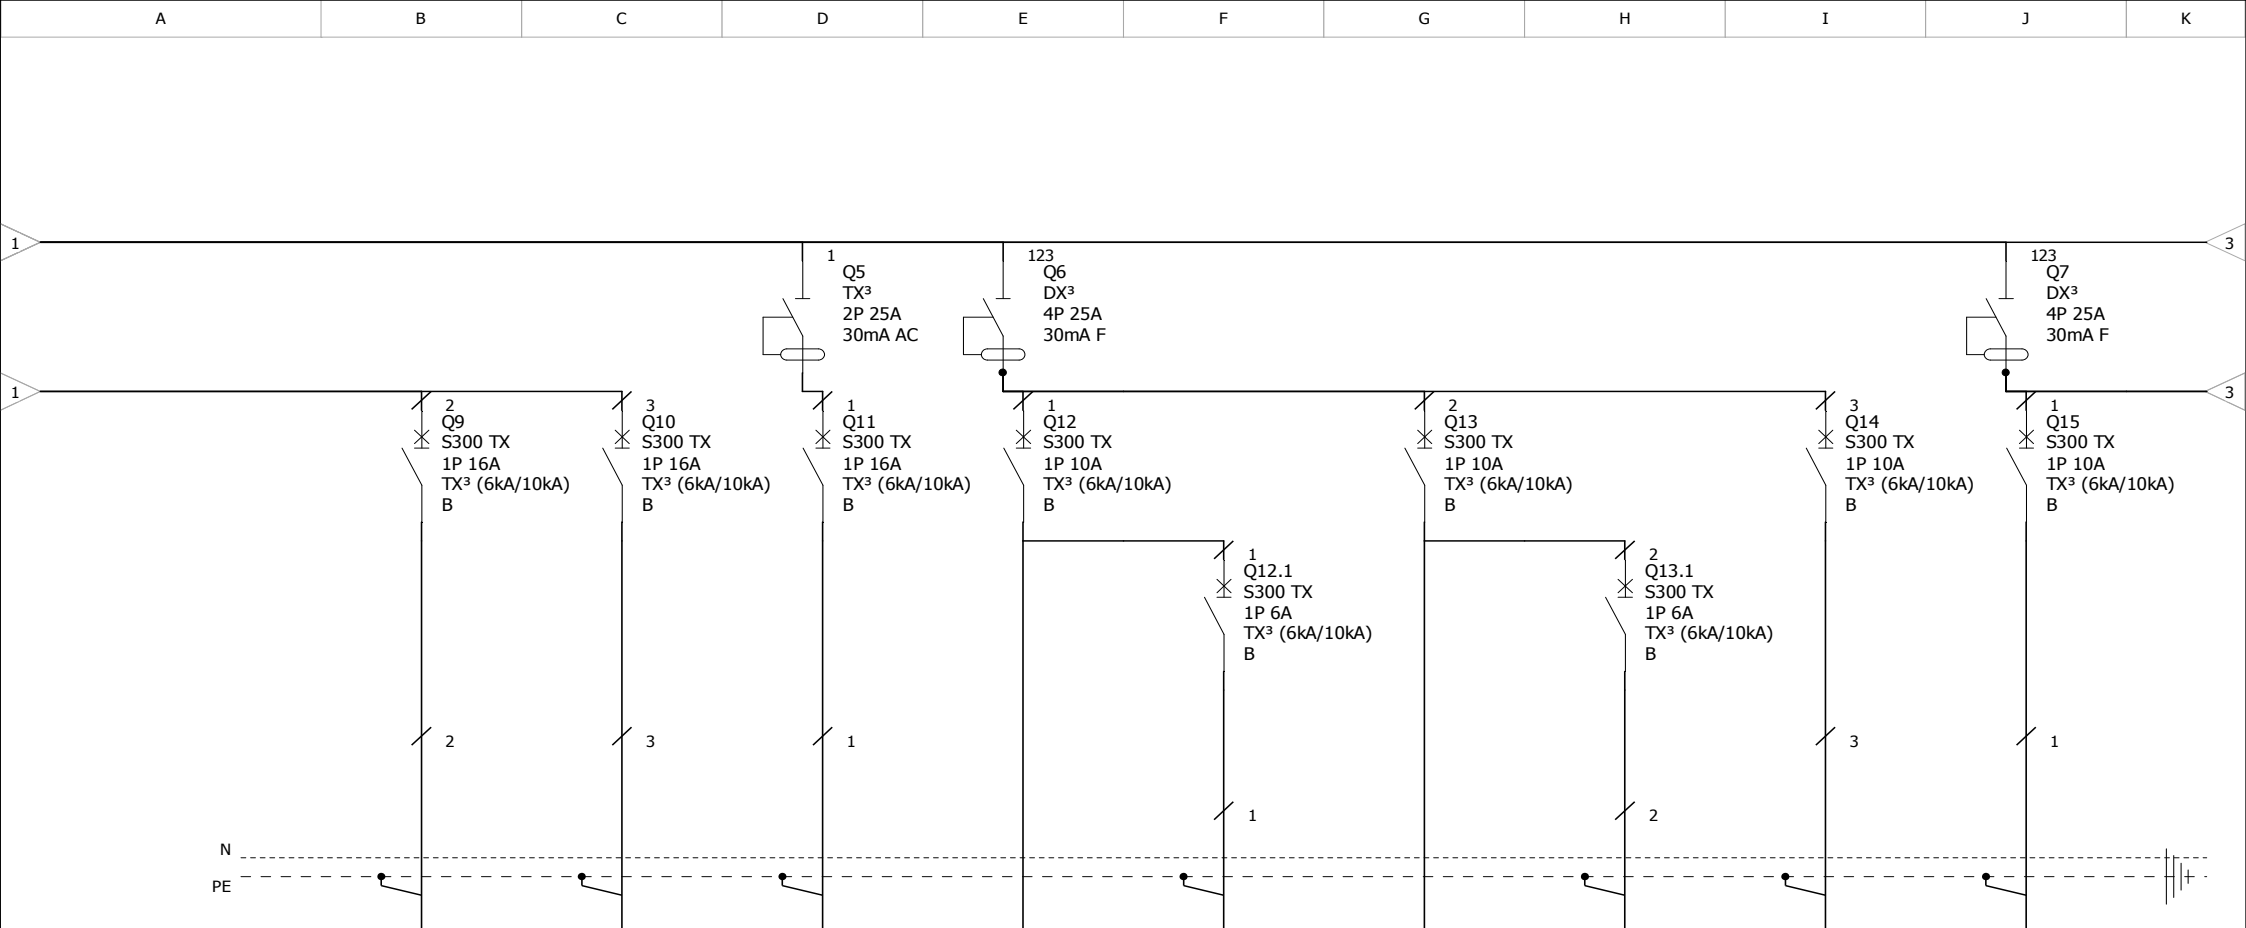 A B C D E F G H I J K
1 3
1
Q5
TX³
2P 25A
30mA AC
123
Q6
DX³
4P 25A
30mA F
123
Q7
DX³
4P 25A
30mA F
1 3
2
Q9
S300 TX
1P 16A
TX³ (6kA/10kA)
B
3
Q10
S300 TX
1P 16A
TX³ (6kA/10kA)
B
1
Q11
S300 TX
1P 16A
TX³ (6kA/10kA)
B
1
Q12
S300 TX
1P 10A
TX³ (6kA/10kA)
B
2
Q13
S300 TX
1P 10A
TX³ (6kA/10kA)
B
3
Q14
S300 TX
1P 10A
TX³ (6kA/10kA)
B
1
Q15
S300 TX
1P 10A
TX³ (6kA/10kA)
B
1
Q12.1
S300 TX
1P 6A
TX³ (6kA/10kA)
B
2
Q13.1
S300 TX
1P 6A
TX³ (6kA/10kA)
B
2 3 1 3 1
1 2
N
PE